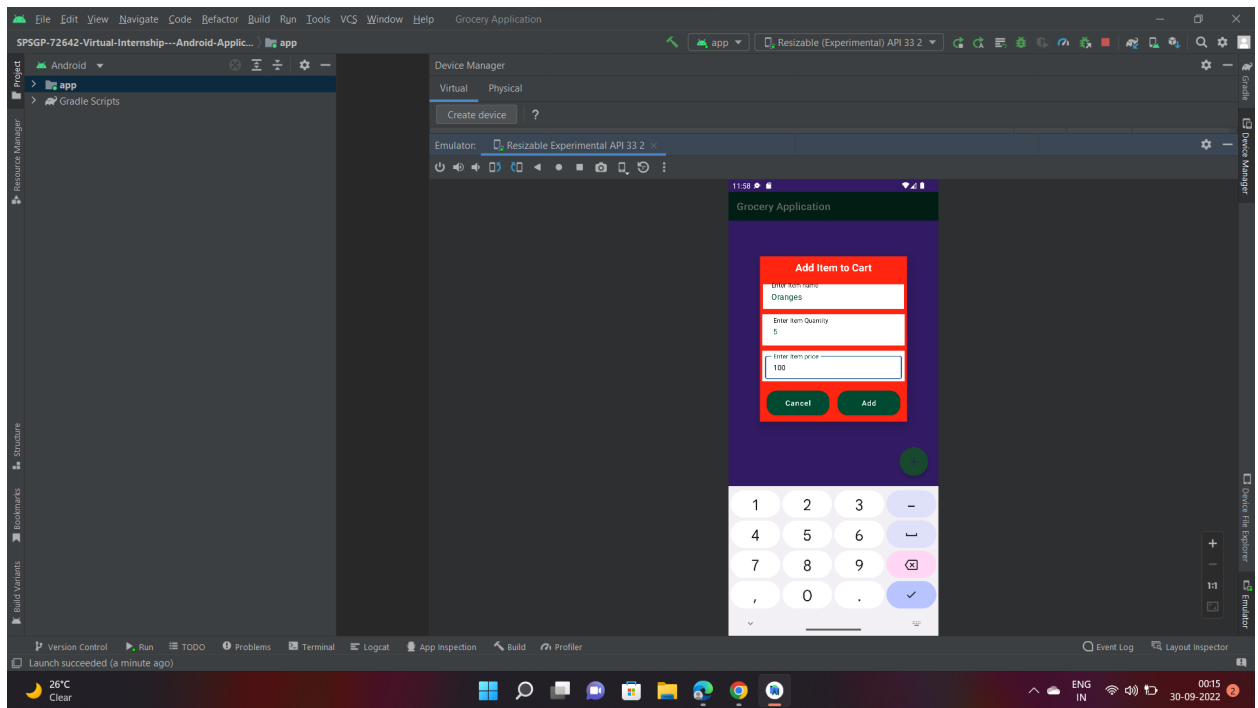 File Edit View Navigate Code Refactor Build Run Tools VCS Window Help Grocery Application
SPSGP-72642-Virtual-Internship---Android-Applic... app
app Resizable (Experimental) API 33 2
Project
Android
app
Gradle Scripts
Resource Manager
Structure
Bookmarks
Build Variants
Device Manager
Virtual Physical
Create device ?
Emulator: Resizable Experimental API 33 2
11:58
Grocery Application
Add Item to Cart
Enter Item name
Oranges
Enter Item Quantity
5
Enter Item price
100
Cancel Add
1 2 3 -
4 5 6
7 8 9
, 0 .
1:1
Gradle
Device Manager
Device File Explorer
Emulator
Version Control Run TODO Problems Terminal Logcat App Inspection Build Profiler Event Log Layout Inspector
Launch succeeded (a minute ago)
26°C
Clear
ENG
IN
00:15
30-09-2022
2